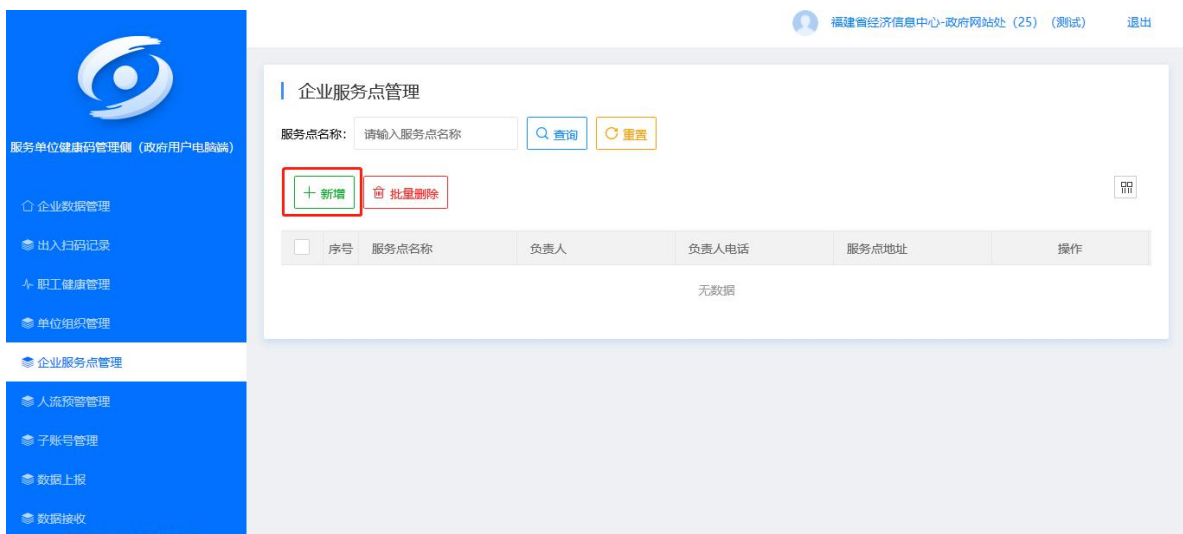 福建省经济信息中心-政府网站处（25）（测试） 退出
服务单位健康码管理侧（政府用户电脑端）
企业数据管理
出入扫码记录
职工健康管理
单位组织管理
企业服务点管理
人流预警管理
子账号管理
数据上报
数据接收
企业服务点管理
服务点名称： 请输入服务点名称 查询 重置
新增 批量删除
序号 服务点名称 负责人 负责人电话 服务点地址 操作
无数据